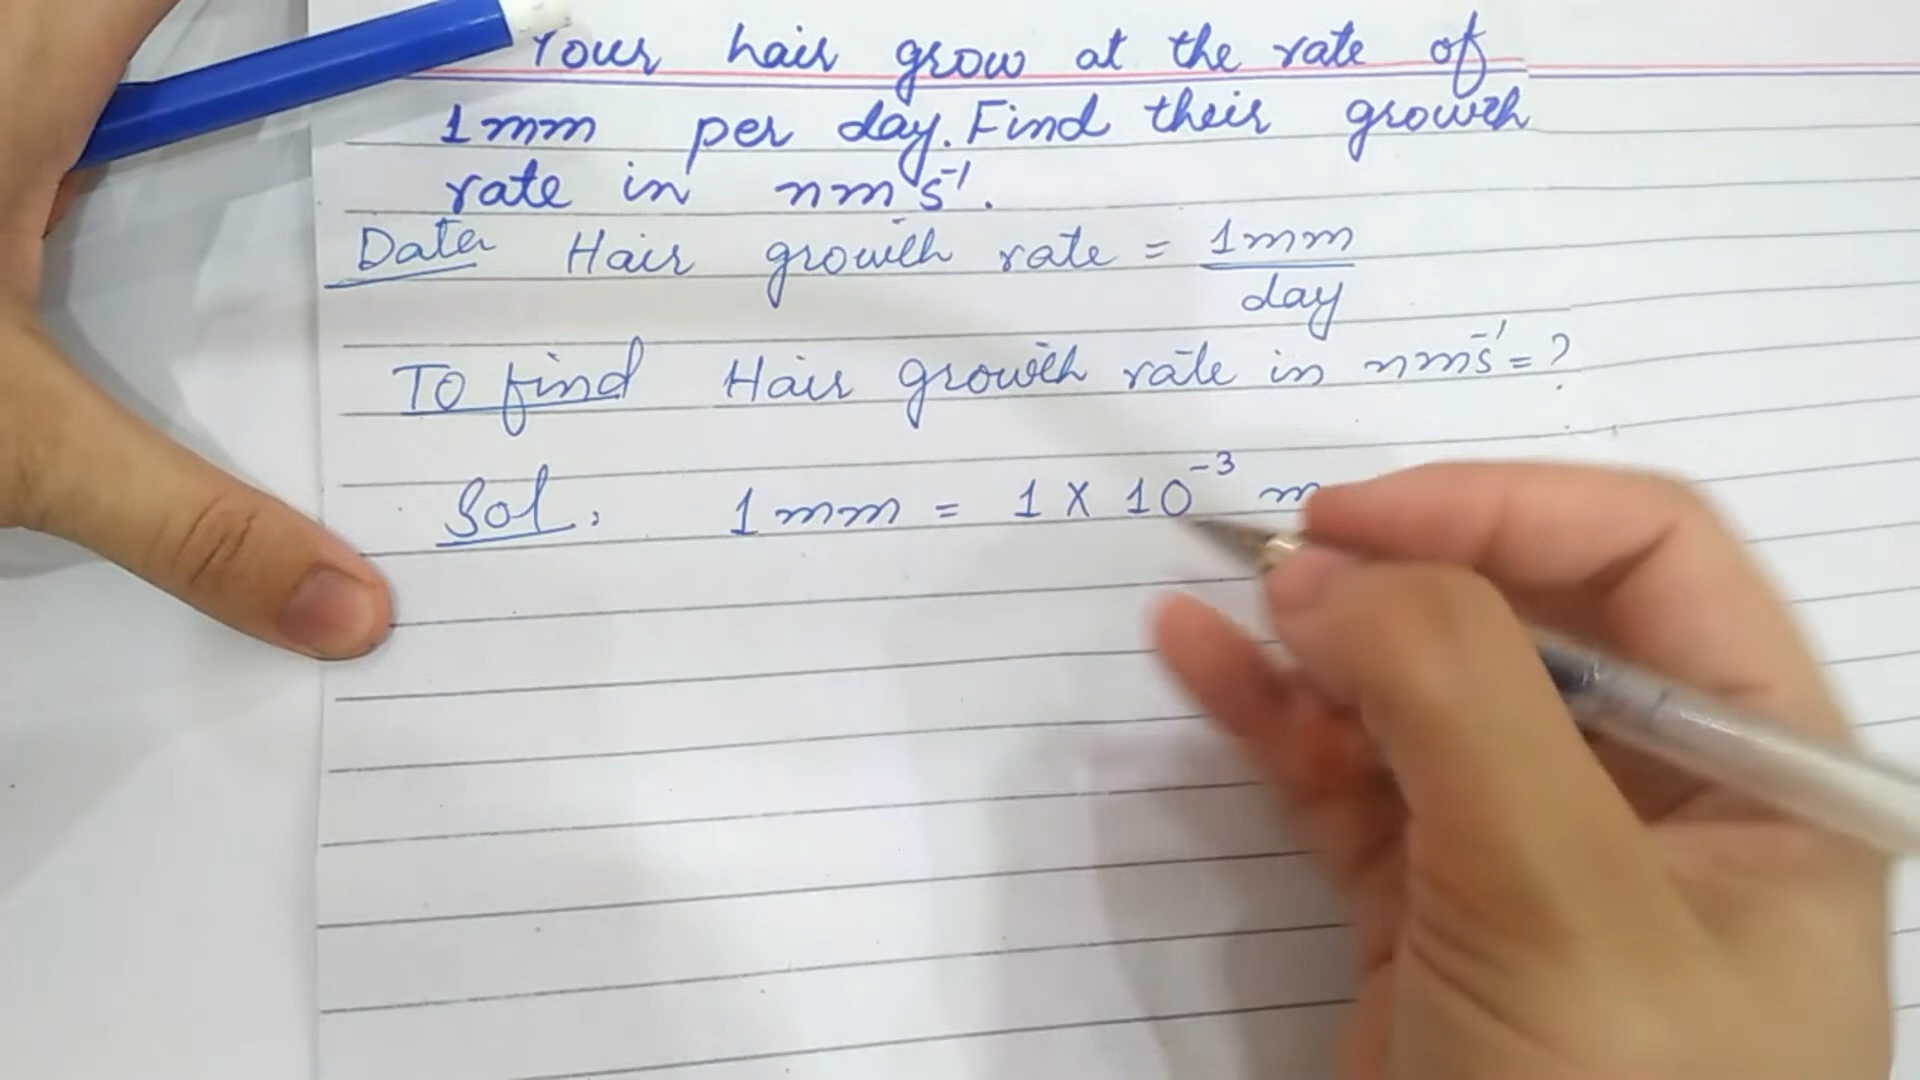 Your hair grow at the rate of
1mm per day. Find their growth
rate in nms⁻¹.
Data Hair growth rate = 1mm
day
To find Hair growth rate in nms⁻¹ = ?
Sol, 1mm = 1 X 10⁻³ m